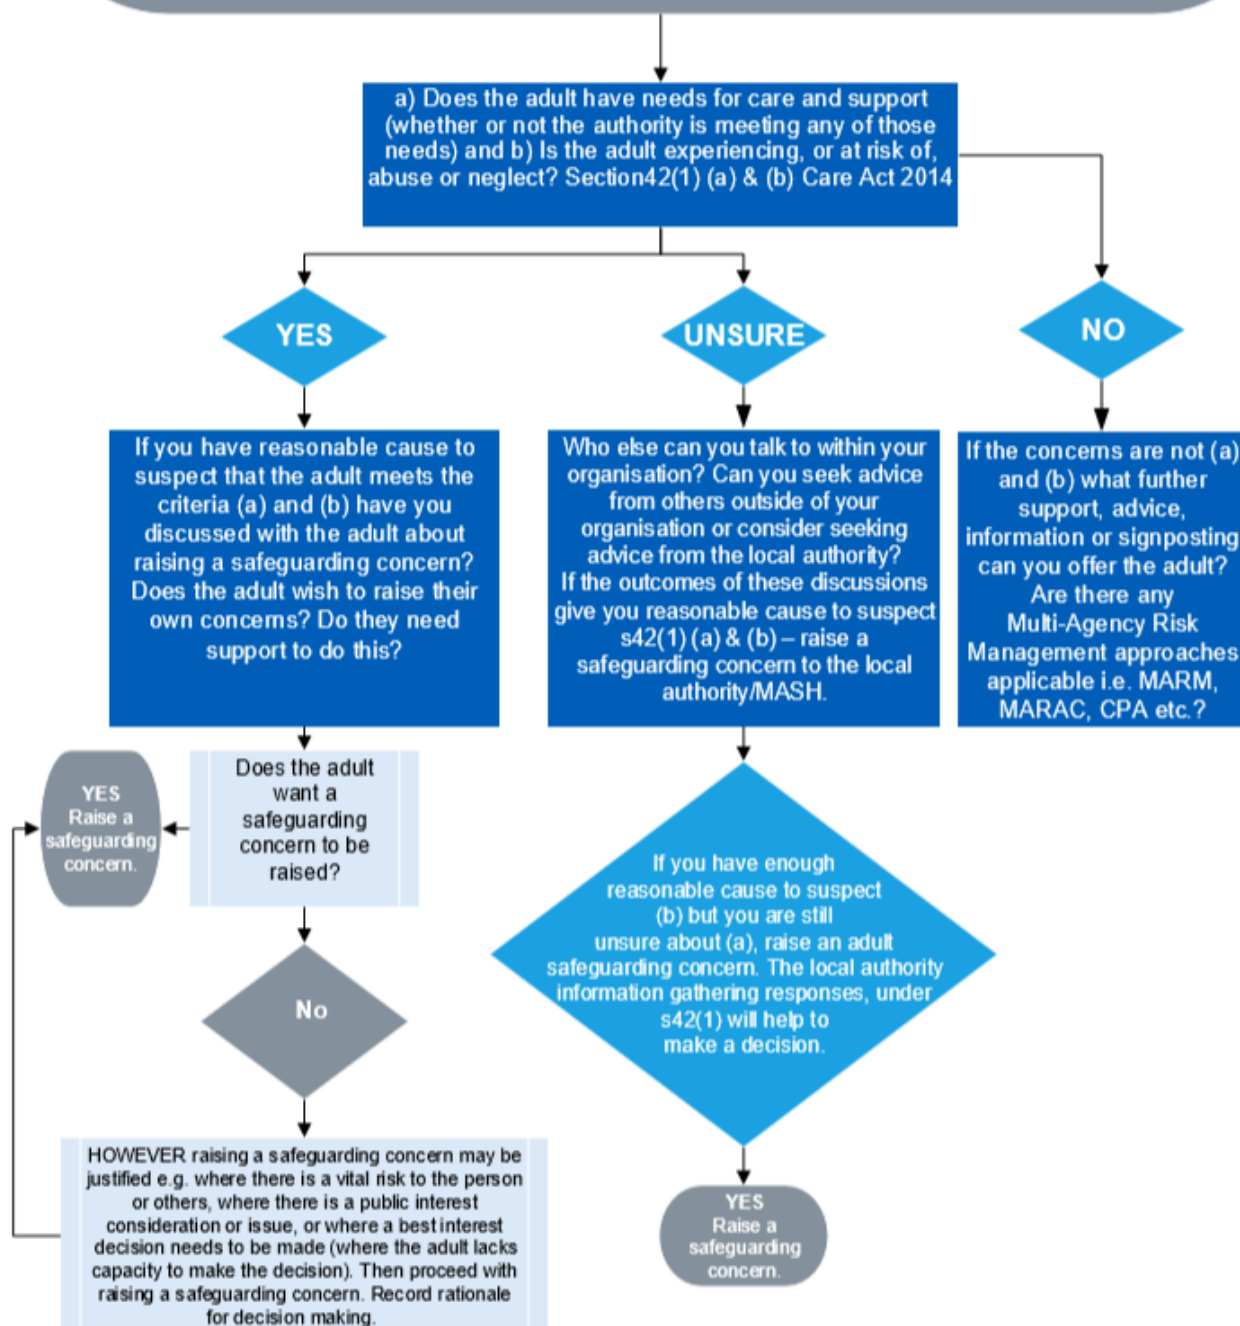 a) Does the adult have needs for care and support
(whether or not the authority is meeting any of those
needs) and b) Is the adult experiencing, or at risk of,
abuse or neglect? Section42(1) (a) & (b) Care Act 2014
YES
UNSURE
NO
If you have reasonable cause to
suspect that the adult meets the
criteria (a) and (b) have you
discussed with the adult about
raising a safeguarding concern?
Does the adult wish to raise their
own concerns? Do they need
support to do this?
Who else can you talk to within your
organisation? Can you seek advice
from others outside of your
organisation or consider seeking
advice from the local authority?
If the outcomes of these discussions
give you reasonable cause to suspect
s42(1) (a) & (b) – raise a
safeguarding concern to the local
authority/MASH.
If the concerns are not (a)
and (b) what further
support, advice,
information or signposting
can you offer the adult?
Are there any
Multi-Agency Risk
Management approaches
applicable i.e. MARM,
MARAC, CPA etc.?
YES
Raise a
safeguarding
concern.
Does the adult
want a
safeguarding
concern to be
raised?
If you have enough
reasonable cause to suspect
(b) but you are still
unsure about (a), raise an adult
safeguarding concern. The local authority
information gathering responses, under
s42(1) will help to
make a decision.
No
HOWEVER raising a safeguarding concern may be
justified e.g. where there is a vital risk to the person
or others, where there is a public interest
consideration or issue, or where a best interest
decision needs to be made (where the adult lacks
capacity to make the decision). Then proceed with
raising a safeguarding concern. Record rationale
for decision making.
YES
Raise a
safeguarding
concern.